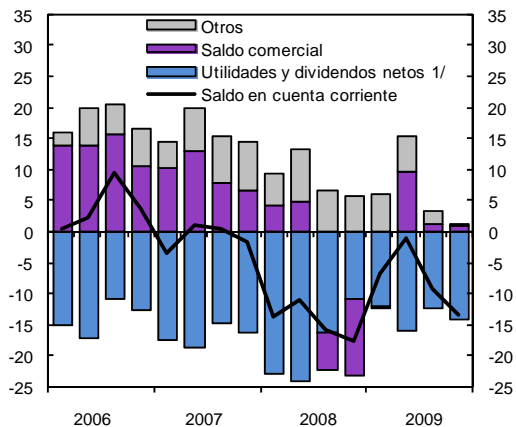 35 35
30 Otros 30
25 Saldo comercial 25
20 Utilidades y dividendos netos 1/ 20
15 Saldo en cuenta corriente 15
10 10
5 5
0 0
-5 -5
-10 -10
-15 -15
-20 -20
-25 -25
2006 2007 2008 2009